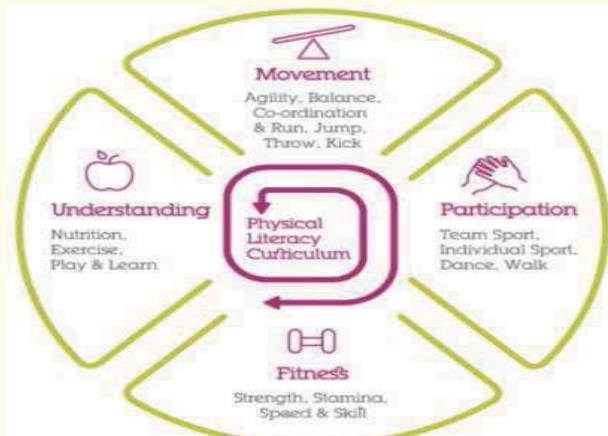 Movement
Agility, Balance,
Co-ordination
& Run, Jump,
Throw, Kick
Understanding
Nutrition,
Exercise,
Play & Learn
Physical
Literacy
Curriculum
Participation
Team Sport,
Individual Sport,
Dance, Walk
Fitness
Strength, Stamina,
Speed & Skill